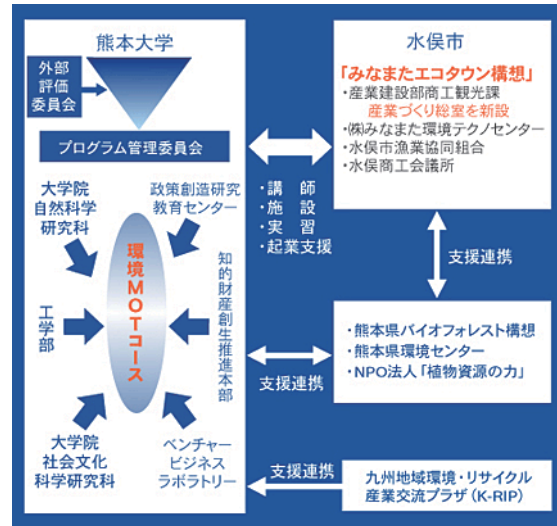 熊本大学
外部
評価
委員会
プログラム管理委員会
大学院
自然科学
研究科
政策創造研究
教育センター
環境MOTコース
工学部
知的財産創生推進本部
大学院
社会文化
科学研究科
ベンチャー
ビジネス
ラボラトリー
・講師
・施設
・実習
・起業支援
水俣市
「みなまたエコタウン構想」
・産業建設部商工観光課
産業づくり総室を新設
・㈱みなまた環境テクノセンター
・水俣市漁業協同組合
・水俣商工会議所
支援連携
・熊本県バイオフォレスト構想
・熊本県環境センター
・NPO法人「植物資源の力」
支援連携
支援連携
九州地域環境・リサイクル
産業交流プラザ（K-RIP）